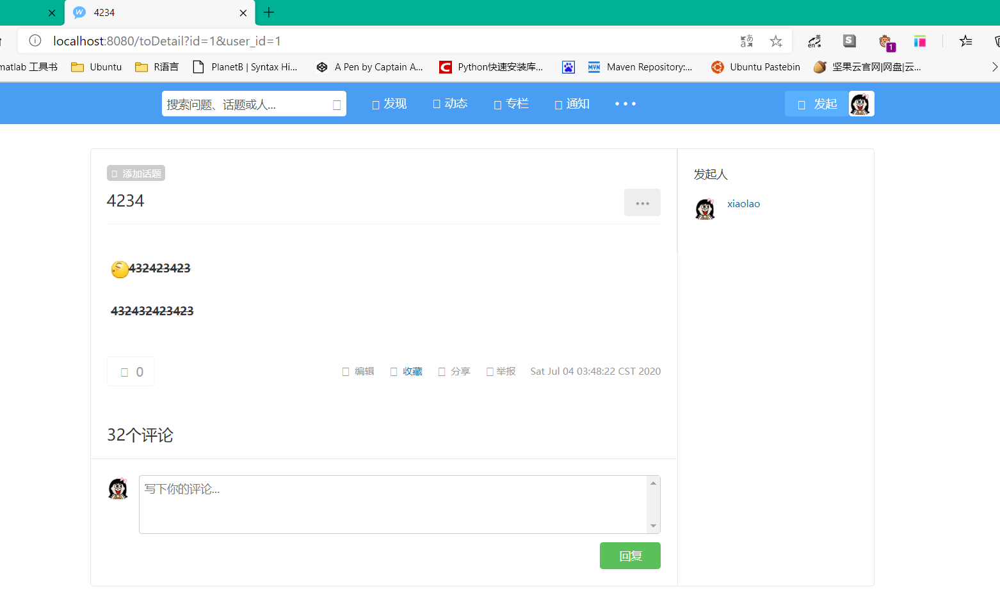 4234
localhost:8080/toDetail?id=1&user_id=1
matlab 工具书 Ubuntu R语言 PlanetB | Syntax Hi... A Pen by Captain A... Python快速安装库... Maven Repository:... Ubuntu Pastebin 坚果云官网|网盘|云...
搜索问题、话题或人... 发现 动态 专栏 通知 ••• 发起
添加话题
4234
发起人
xiaolao
432423423
432432423423
0 编辑 收藏 分享 举报 Sat Jul 04 03:48:22 CST 2020
32个评论
写下你的评论...
回复